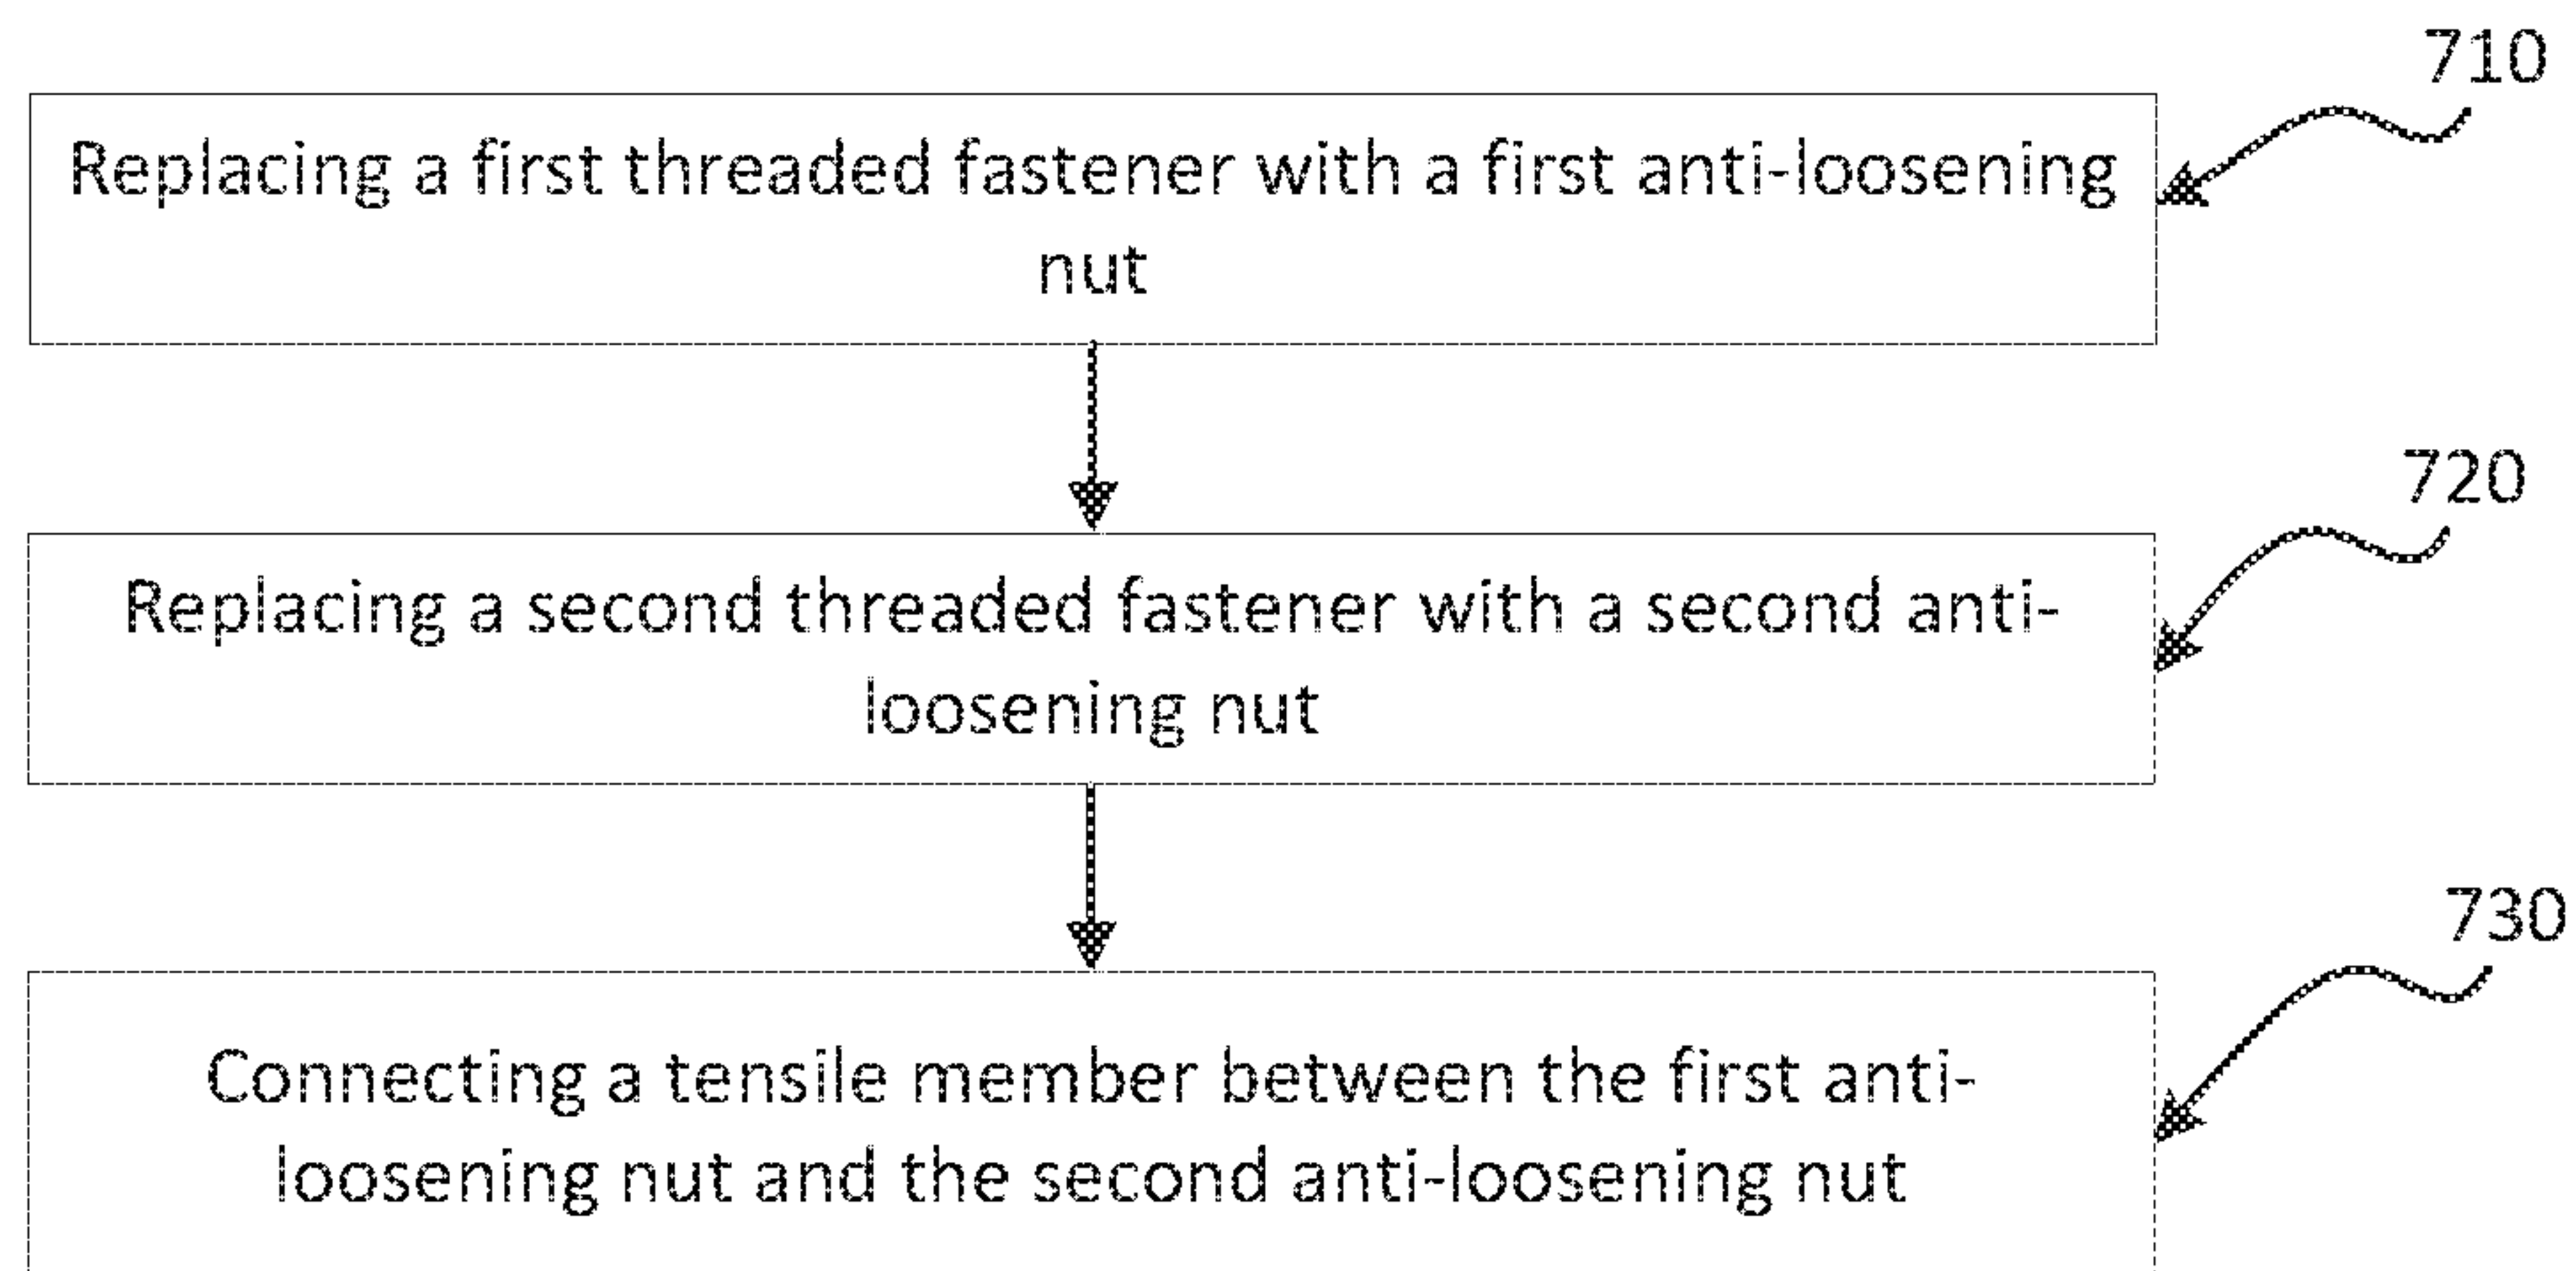 710
Replacing a first threaded fastener with a first anti-loosening
nut
720
Replacing a second threaded fastener with a second anti-
loosening nut
730
Connecting a tensile member between the first anti-
loosening nut and the second anti-loosening nut